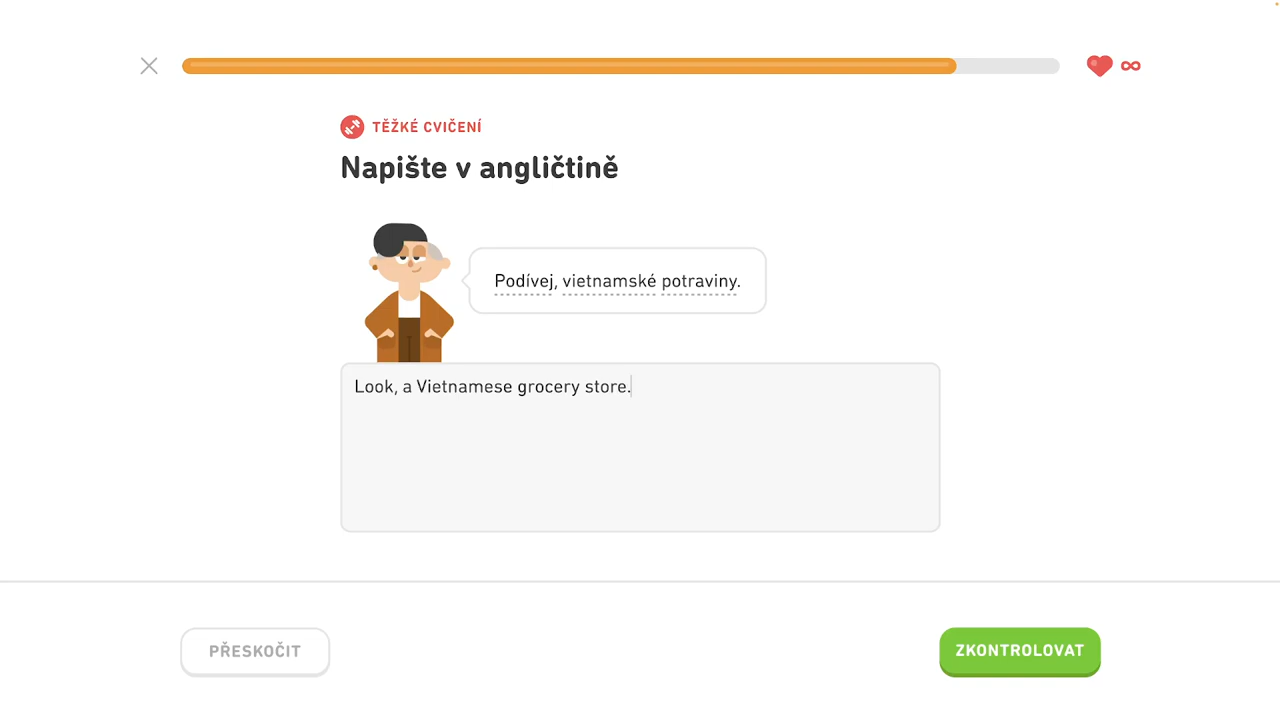 ∞
TĚŽKÉ CVIČENÍ
Napište v angličtině
Podívej, vietnamské potraviny.
Look, a Vietnamese grocery store.
PŘESKOČIT
ZKONTROLOVAT